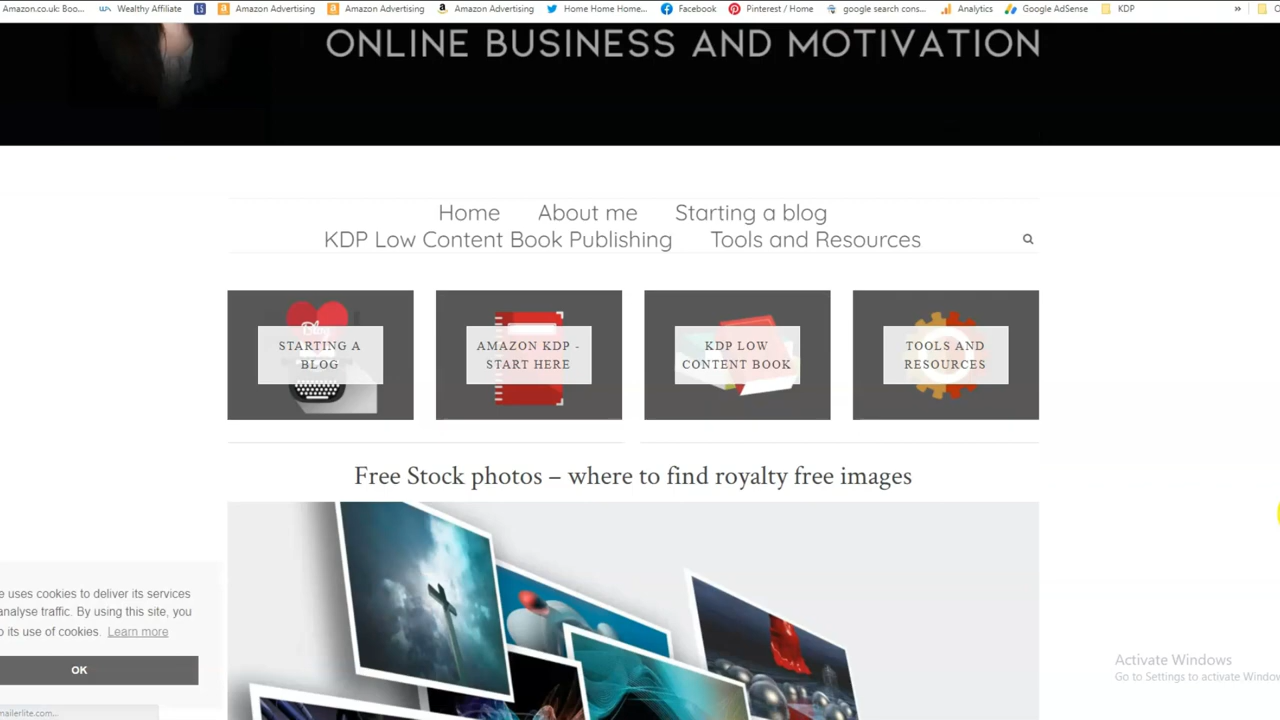 Amazon.co.uk: Boo... Wealthy Affiliate Amazon Advertising Amazon Advertising Amazon Advertising Home Home Home... Facebook Pinterest / Home google search cons... Analytics Google AdSense KDP »
ONLINE BUSINESS AND MOTIVATION
Home About me Starting a blog
KDP Low Content Book Publishing Tools and Resources
STARTING A
BLOG
AMAZON KDP -
START HERE
KDP LOW
CONTENT BOOK
TOOLS AND
RESOURCES
Free Stock photos – where to find royalty free images
e uses cookies to deliver its services
analyse traffic. By using this site, you
o its use of cookies. Learn more
OK
mailerlite.com...
Activate Windows
Go to Settings to activate Window